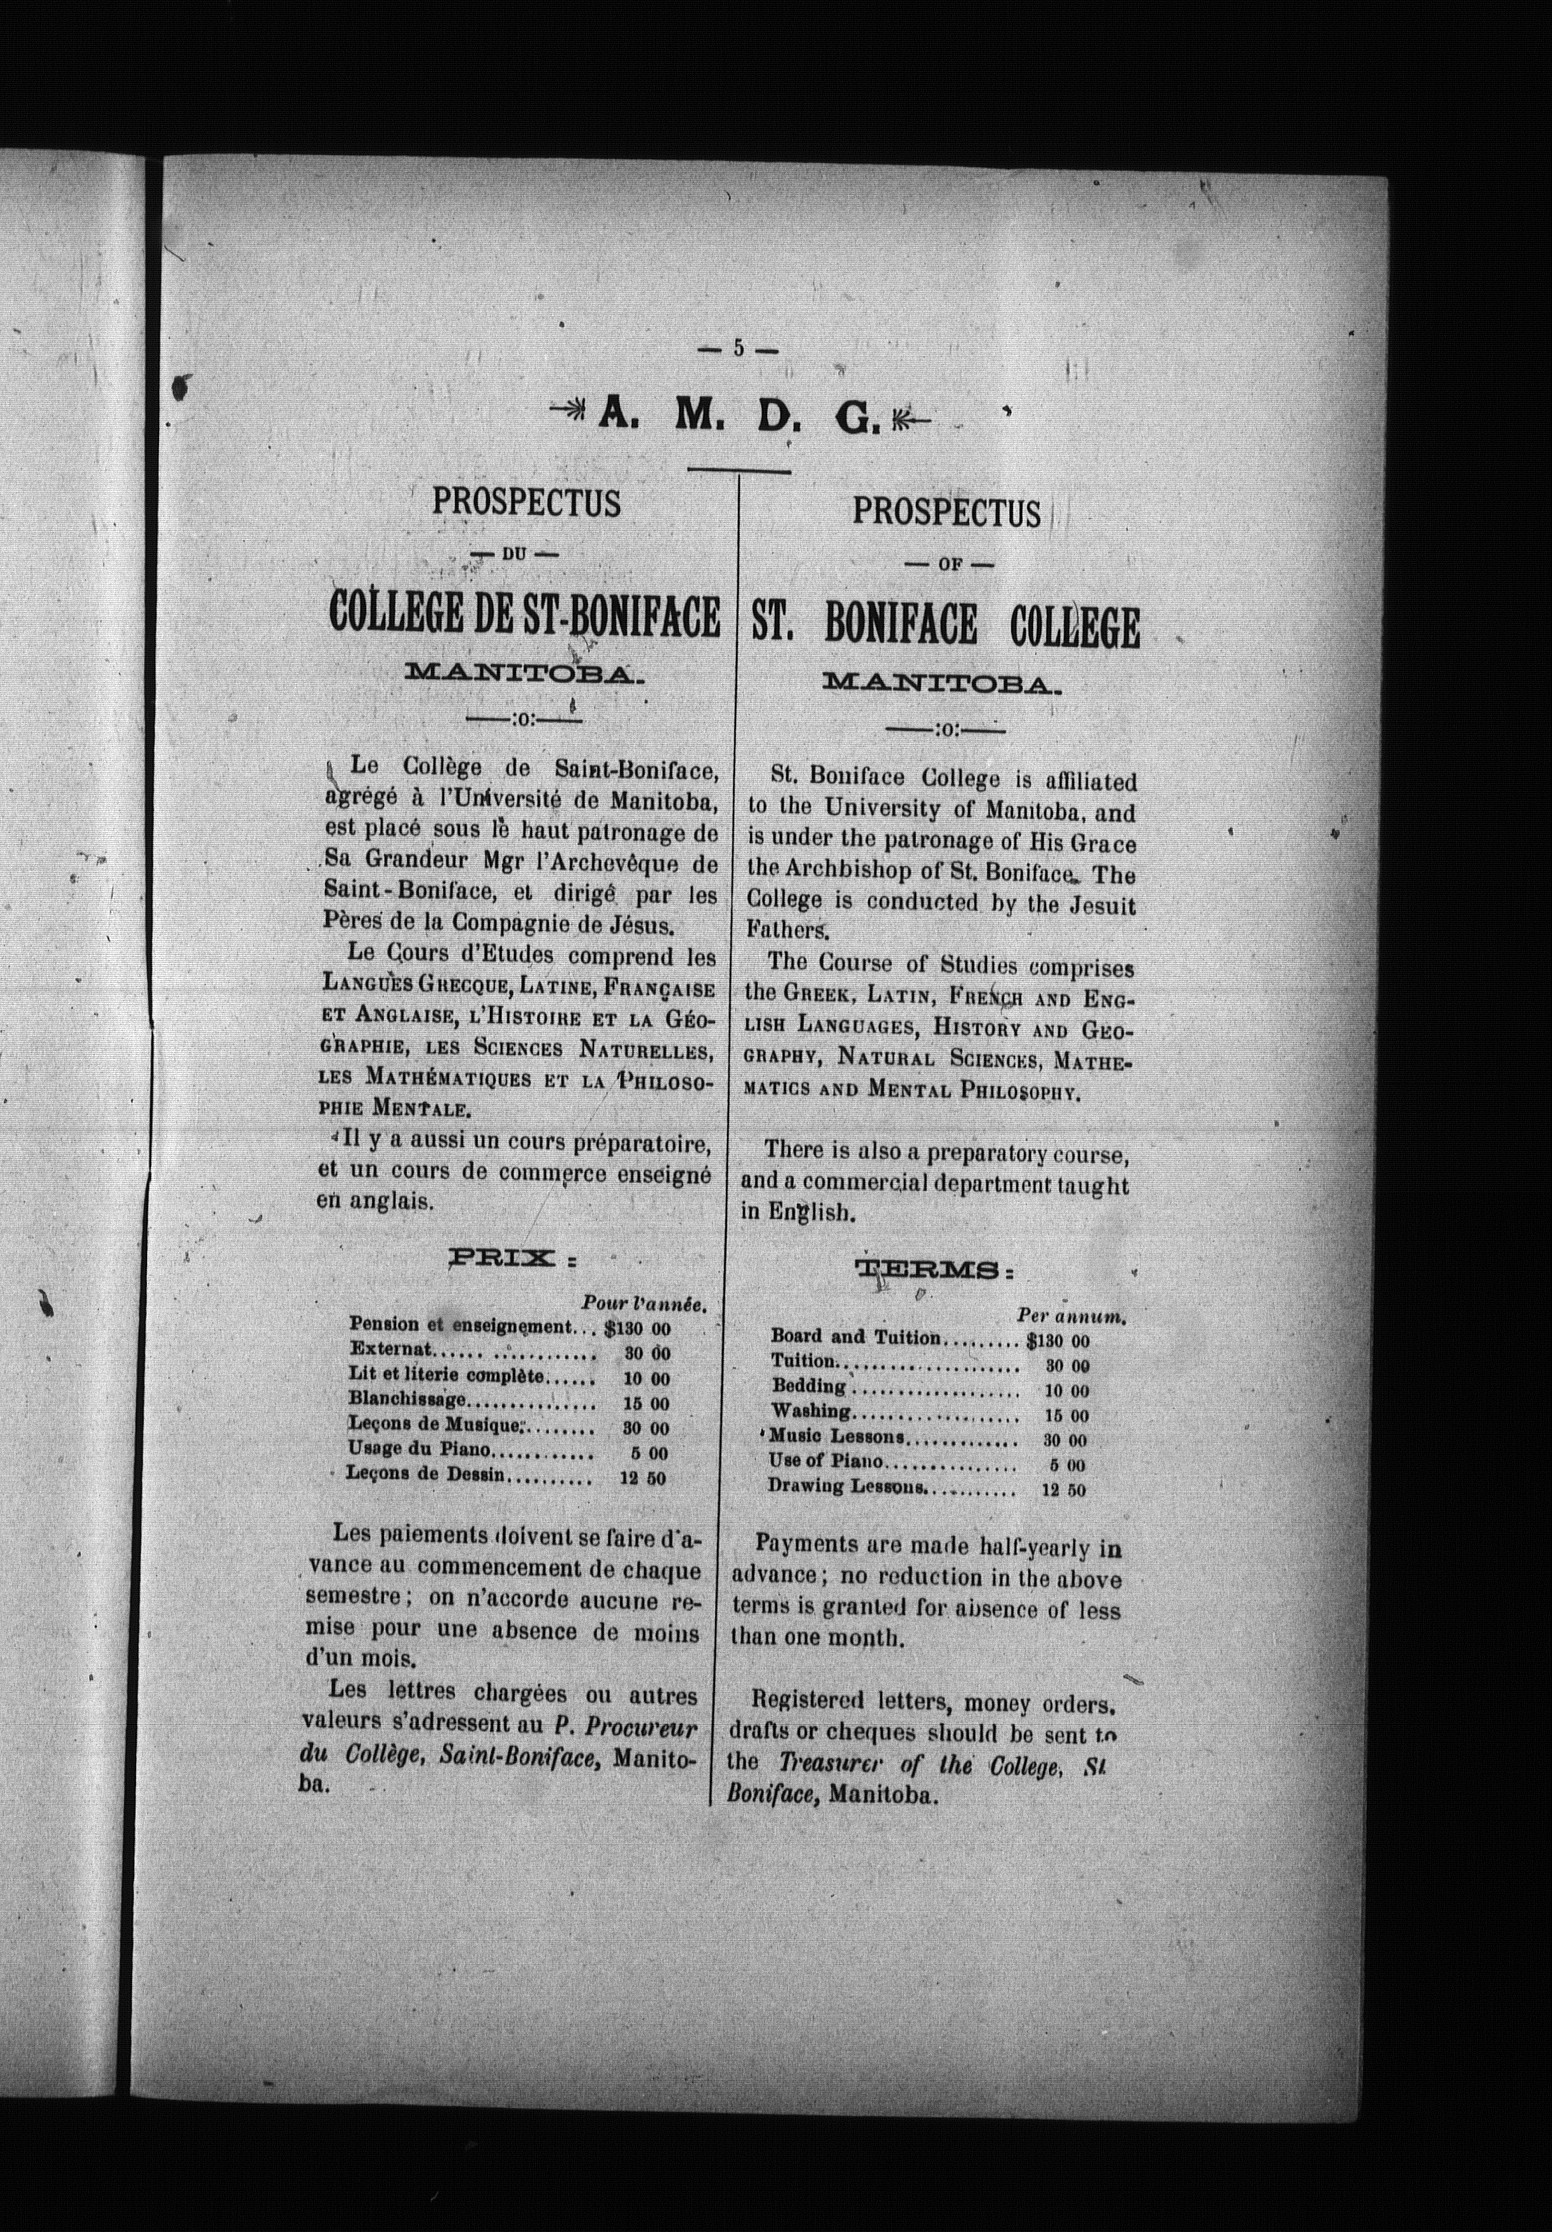 — 5 —
A. M. D. G.
PROSPECTUS
— DU —
COLLEGE DE ST-BONIFACE
MANITOBA.
——:o:——
Le Collège de Saint-Boniface,
agrégé à l'Université de Manitoba,
est placé sous le haut patronage de
Sa Grandeur Mgr l'Archevêque de
Saint-Boniface, et dirigé par les
Pères de la Compagnie de Jésus.
Le Cours d'Etudes comprend les
LANGUES GRECQUE, LATINE, FRANÇAISE
ET ANGLAISE, L'HISTOIRE ET LA GÉO-
GRAPHIE, LES SCIENCES NATURELLES,
LES MATHÉMATIQUES ET LA PHILOSO-
PHIE MENTALE.
Il y a aussi un cours préparatoire,
et un cours de commerce enseigné
en anglais.
PRIX :
Pour l'année.
Pension et enseignement... $130 00
Externat...... ............ 30 00
Lit et literie complète...... 10 00
Blanchissage............... 15 00
Leçons de Musique......... 30 00
Usage du Piano............ 5 00
Leçons de Dessin.......... 12 50
Les paiements doivent se faire d'a-
vance au commencement de chaque
semestre; on n'accorde aucune re-
mise pour une absence de moins
d'un mois.
Les lettres chargées ou autres
valeurs s'adressent au P. Procureur
du Collège, Saint-Boniface, Manito-
ba.
PROSPECTUS
— OF —
ST. BONIFACE COLLEGE
MANITOBA.
——:o:——
St. Boniface College is affiliated
to the University of Manitoba, and
is under the patronage of His Grace
the Archbishop of St. Boniface. The
College is conducted by the Jesuit
Fathers.
The Course of Studies comprises
the GREEK, LATIN, FRENCH AND ENG-
LISH LANGUAGES, HISTORY AND GEO-
GRAPHY, NATURAL SCIENCES, MATHE-
MATICS AND MENTAL PHILOSOPHY.
There is also a preparatory course,
and a commercial department taught
in English.
TERMS:
Per annum.
Board and Tuition......... $130 00
Tuition..................... 30 00
Bedding.................... 10 00
Washing.................... 15 00
Music Lessons............. 30 00
Use of Piano............... 5 00
Drawing Lessons........... 12 50
Payments are made half-yearly in
advance; no reduction in the above
terms is granted for absence of less
than one month.
Registered letters, money orders,
drafts or cheques should be sent to
the Treasurer of the College, St
Boniface, Manitoba.